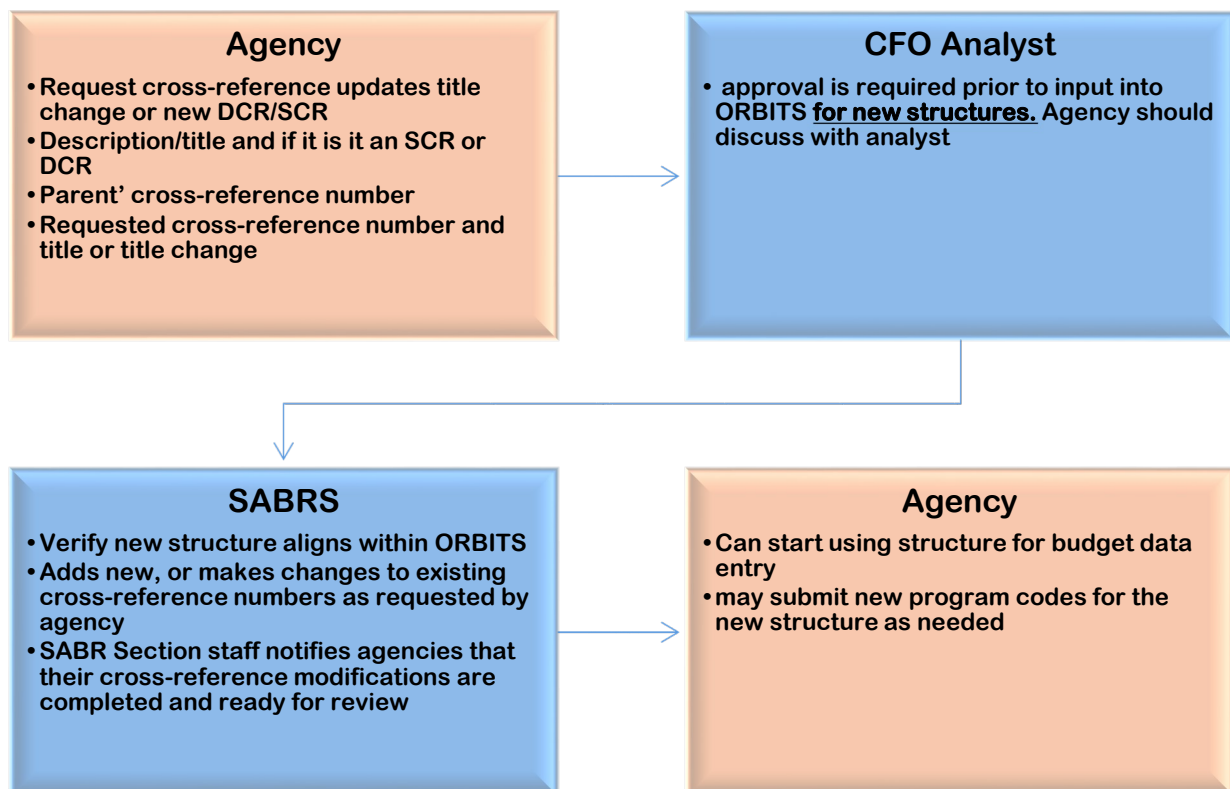 Agency
• Request cross-reference updates title
change or new DCR/SCR
• Description/title and if it is it an SCR or
DCR
• Parent’ cross-reference number
• Requested cross-reference number and
title or title change
CFO Analyst
• approval is required prior to input into
ORBITS for new structures. Agency should
discuss with analyst
SABRS
• Verify new structure aligns within ORBITS
• Adds new, or makes changes to existing
cross-reference numbers as requested by
agency
• SABR Section staff notifies agencies that
their cross-reference modifications are
completed and ready for review
Agency
• Can start using structure for budget data
entry
• may submit new program codes for the
new structure as needed